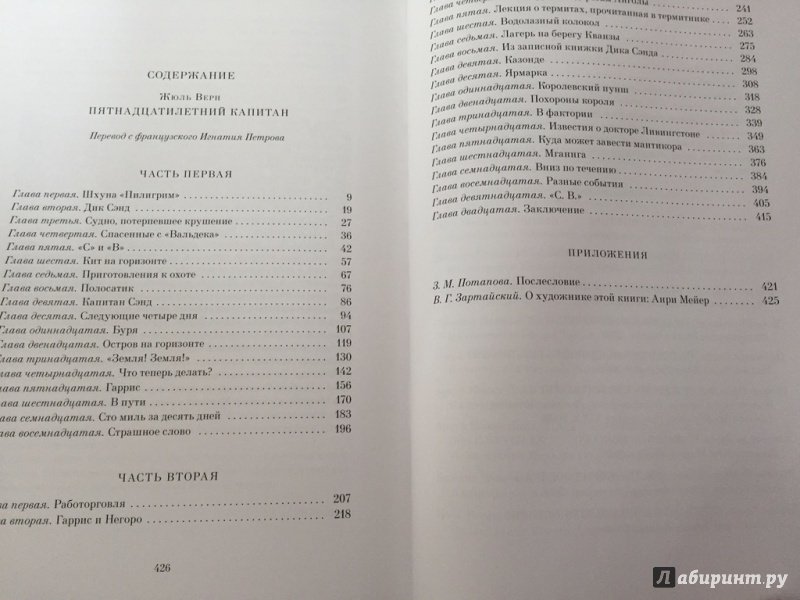 СОДЕРЖАНИЕ
Жюль Верн
ПЯТНАДЦАТИЛЕТНИЙ КАПИТАН
Перевод с французского Игнатия Петрова
ЧАСТЬ ПЕРВАЯ
Глава первая. Шхуна «Пилигрим» 9
Глава вторая. Дик Сэнд 19
Глава третья. Судно, потерпевшее крушение 27
Глава четвертая. Спасенные с «Вальдека» 36
Глава пятая. «С» и «В» 42
Глава шестая. Кит на горизонте 57
Глава седьмая. Приготовления к охоте 67
Глава восьмая. Полосатик 76
Глава девятая. Капитан Сэнд 86
Глава десятая. Следующие четыре дня 94
Глава одиннадцатая. Буря 107
Глава двенадцатая. Остров на горизонте 119
Глава тринадцатая. «Земля! Земля!» 130
Глава четырнадцатая. Что теперь делать? 142
Глава пятнадцатая. Гаррис 156
лава шестнадцатая. В пути 170
лава семнадцатая. Сто миль за десять дней 183
лава восемнадцатая. Страшное слово 196
ЧАСТЬ ВТОРАЯ
ва первая. Работорговля 207
а вторая. Гаррис и Негоро 218
426
Анголы 241
Глава пятая. Лекция о термитах, прочитанная в термитнике 252
Глава шестая. Водолазный колокол 263
Глава седьмая. Лагерь на берегу Кванзы 275
Глава восьмая. Из записной книжки Дика Сэнда 284
Глава девятая. Казонде 298
Глава десятая. Ярмарка 308
Глава одиннадцатая. Королевский пунш 318
Глава двенадцатая. Похороны короля 328
Глава тринадцатая. В фактории 339
Глава четырнадцатая. Известия о докторе Ливингстоне 349
Глава пятнадцатая. Куда может завести мантикора 363
Глава шестнадцатая. Мганнга 376
Глава семнадцатая. Вниз по течению 384
Глава восемнадцатая. Разные события 394
Глава девятнадцатая. «С. В.» 405
Глава двадцатая. Заключение 415
ПРИЛОЖЕНИЯ
З. М. Потапова. Послесловие 421
В. Г. Зартайский. О художнике этой книги: Анри Мейер 425
Лабиринт.ру